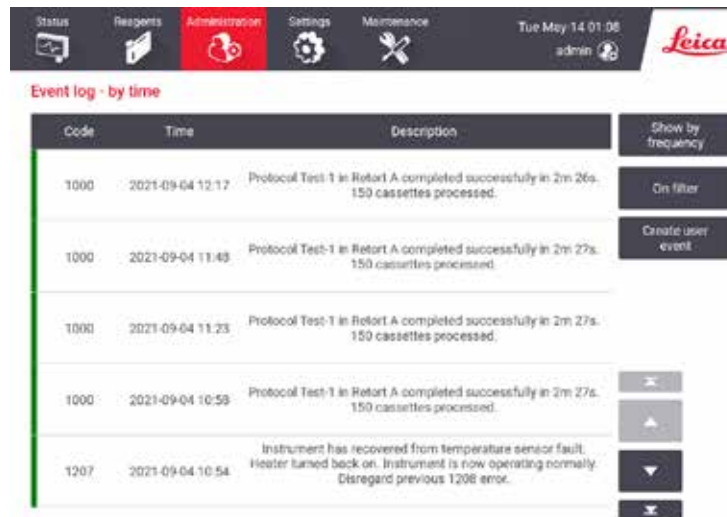 Status Reagents Administration Settings Maintenance
Tue May-14 01:08
admin
Leica
Event log - by time
Code Time Description
Show by
frequency
On filter
Create user
event
1000 2021-09-04 12:17 Protocol Test-1 in Retort A completed successfully in 2m 26s.
150 cassettes processed.
1000 2021-09-04 11:48 Protocol Test-1 in Retort A completed successfully in 2m 27s.
150 cassettes processed.
1000 2021-09-04 11:23 Protocol Test-1 in Retort A completed successfully in 2m 27s.
150 cassettes processed.
1000 2021-09-04 10:58 Protocol Test-1 in Retort A completed successfully in 2m 27s.
150 cassettes processed.
1207 2021-09-04 10:54 Instrument has recovered from temperature sensor fault.
Heater turned back on. Instrument is now operating normally.
Disregard previous 1208 error.